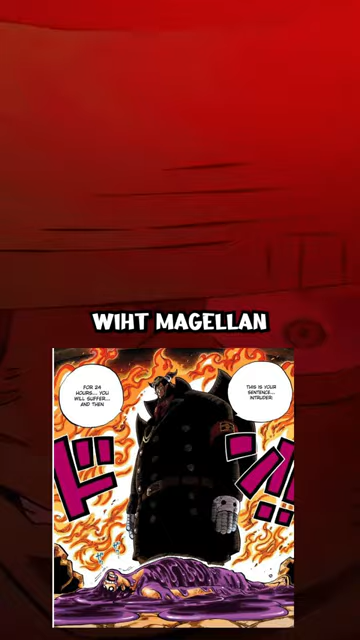 WIHT MAGELLAN
FOR 24
HOURS... YOU
WILL SUFFER...
AND THEN
THIS IS YOUR
SENTENCE...
INTRUDER!
ドン!!